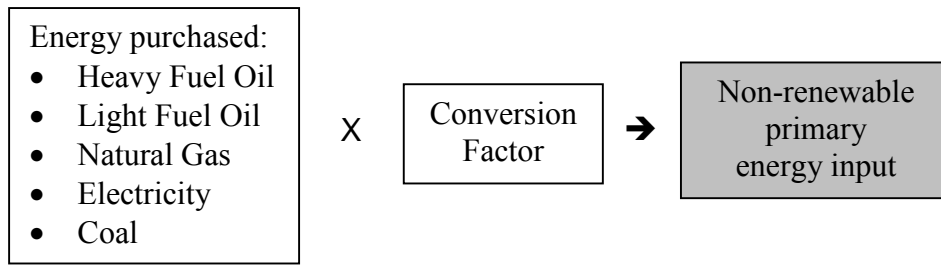 Energy purchased:
• Heavy Fuel Oil
• Light Fuel Oil
• Natural Gas
• Electricity
• Coal
X
Conversion
Factor
➔
Non-renewable
primary
energy input